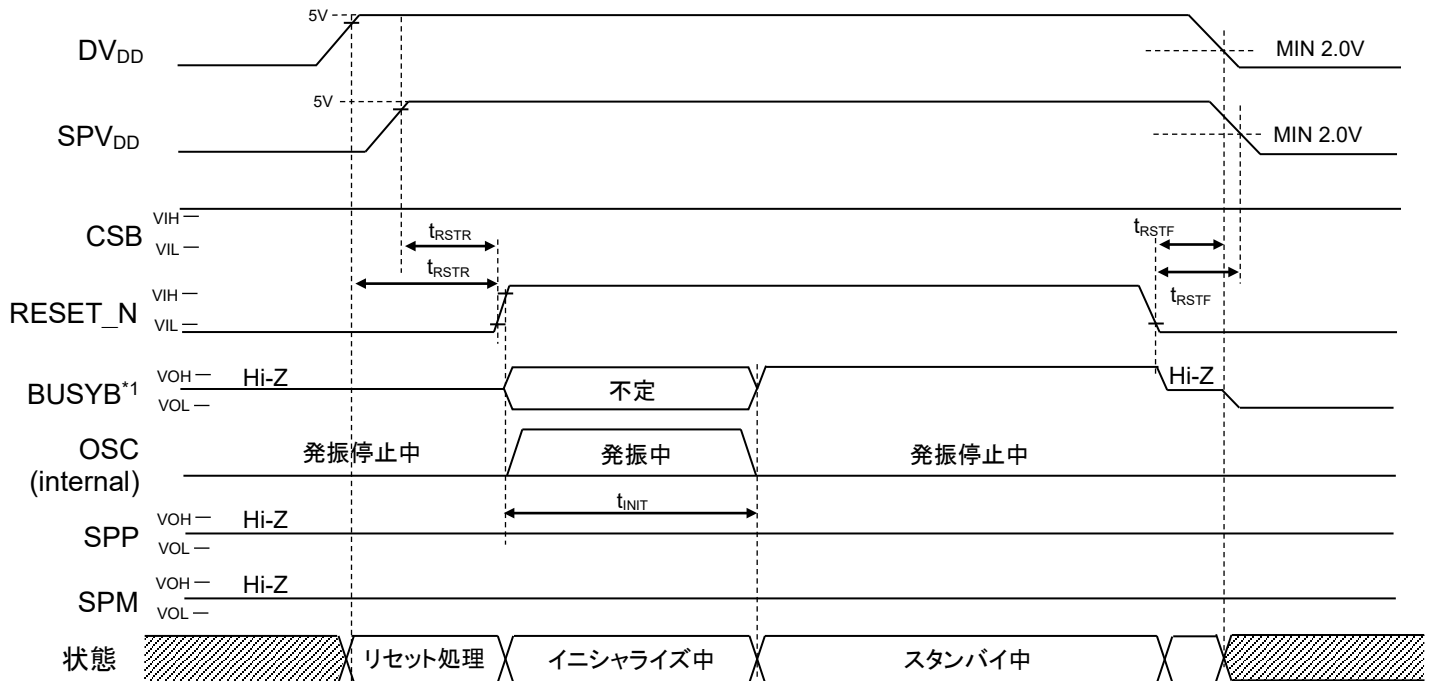 5V
DVDD
MIN 2.0V
5V
SPVDD
MIN 2.0V
CSB
VIH
VIL
tRSTR
tRSTF
tRSTR
tRSTF
RESET_N
VIH
VIL
BUSYB*1
VOH
VOL
Hi-Z
不定
Hi-Z
OSC
(internal)
発振停止中
発振中
発振停止中
tINIT
SPP
VOH
VOL
Hi-Z
SPM
VOH
VOL
Hi-Z
状態
リセット処理
イニシャライズ中
スタンバイ中